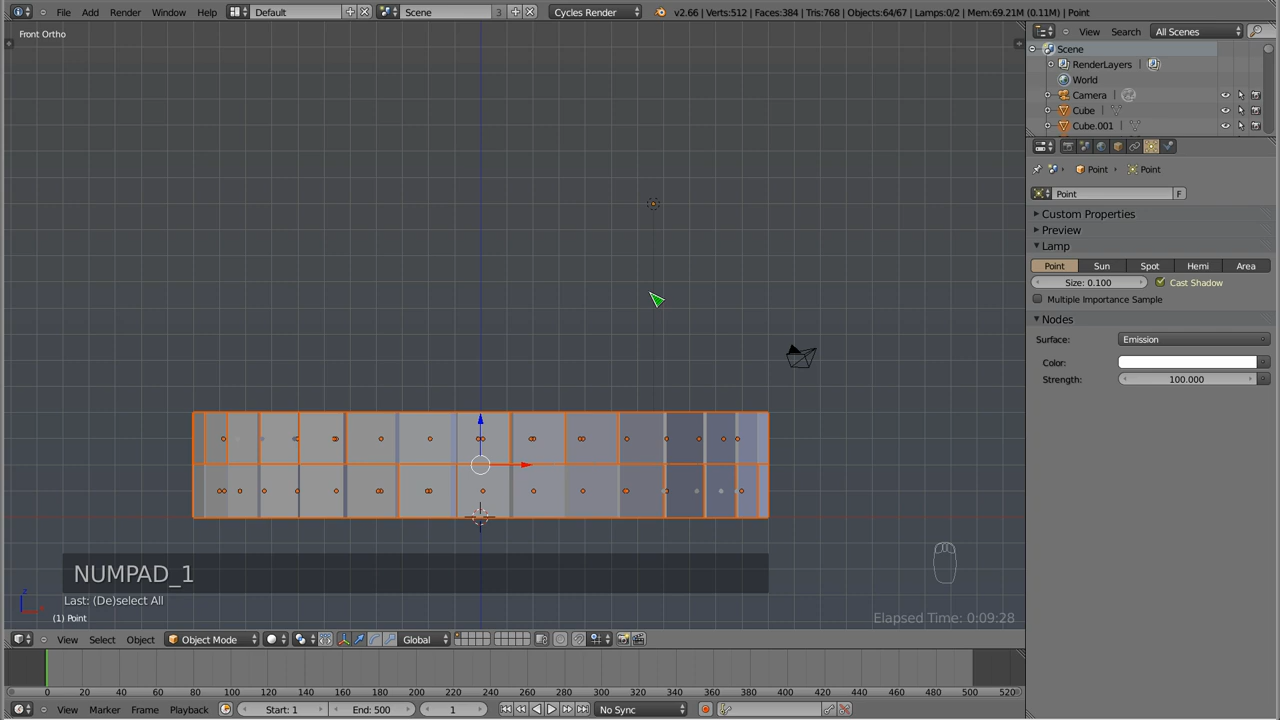 File Add Render Window Help Default Scene 3 Cycles Render v2.66 | Verts:512 | Faces:384 | Tris:768 | Objects:64/67 | Lamps:0/2 | Mem:69.21M (0.11M) | Point
Front Ortho
View Search All Scenes
Scene
RenderLayers
World
Camera
Cube
Cube.001
Point Point
Point F
Custom Properties
Preview
Lamp
Point Sun Spot Hemi Area
Size: 0.100 Cast Shadow
Multiple Importance Sample
Nodes
Surface: Emission
Color:
Strength: 100.000
NUMPAD_1
Last: (De)select All
(1) Point
Elapsed Time: 0:09:28
View Select Object Object Mode Global
0 20 40 60 80 100 120 140 160 180 200 220 240 260 280 300 320 340 360 380 400 420 440 460 480 500 520
View Marker Frame Playback Start: 1 End: 500 1 No Sync